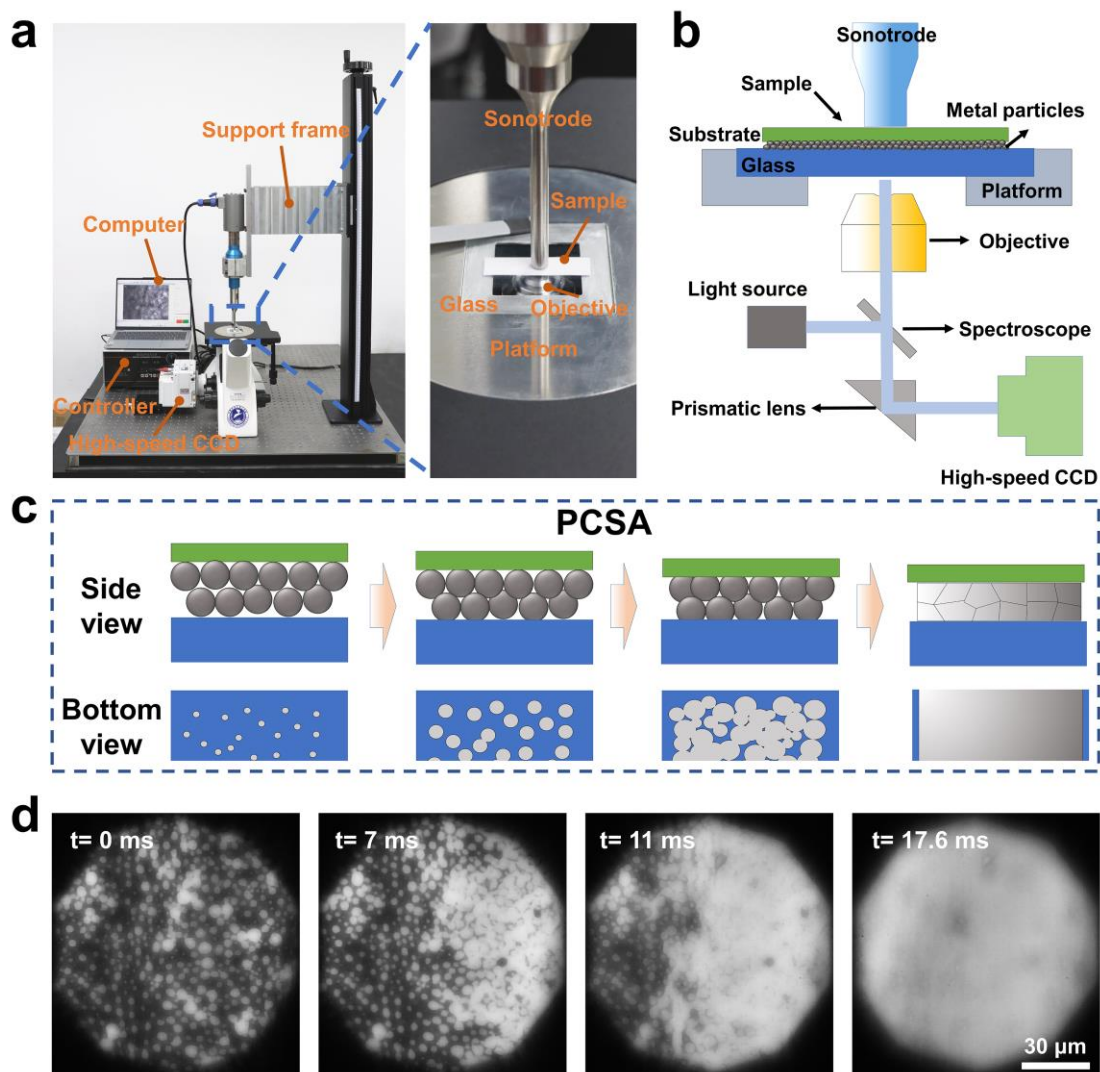 a
Support frame
Computer
Controller
High-speed CCD
Sonotrode
Sample
Glass
Objective
Platform
b
Sonotrode
Sample
Metal particles
Substrate
Glass
Platform
Objective
Light source
Spectroscope
Prismatic lens
High-speed CCD
c
PCSA
Side
view
Bottom
view
d
t= 0 ms
t= 7 ms
t= 11 ms
t= 17.6 ms
30 μm